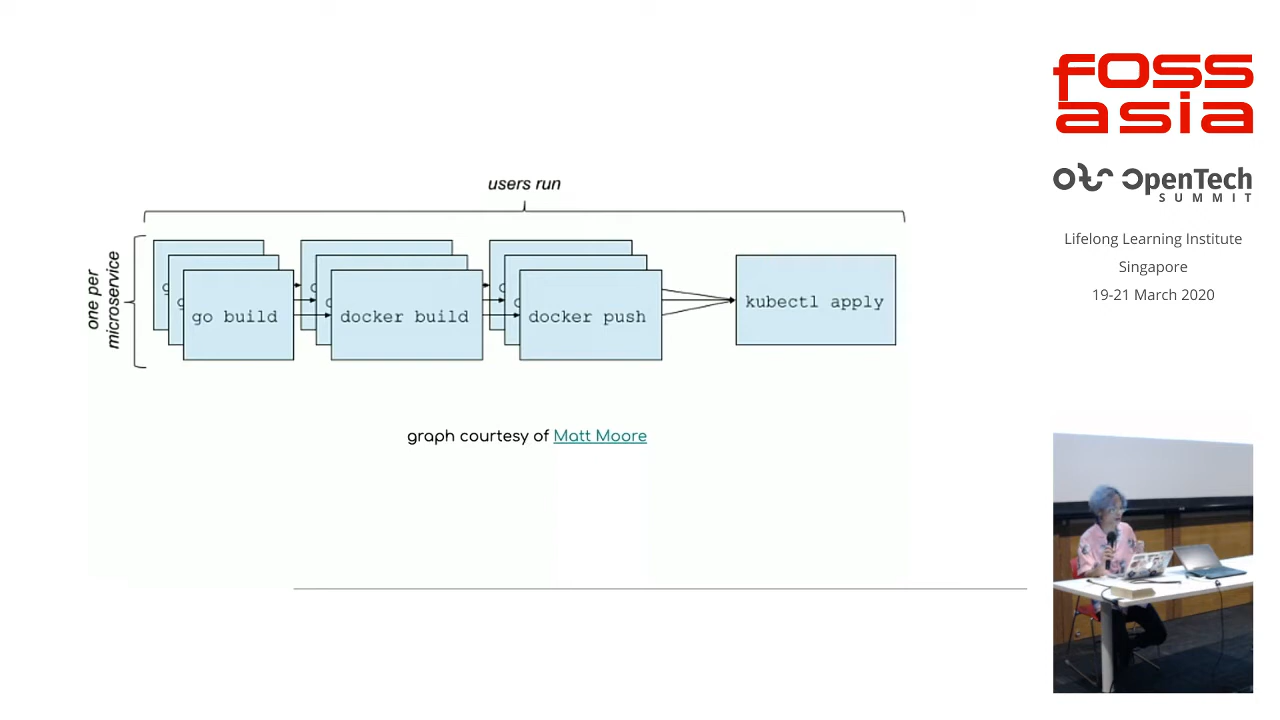 users run
one per
microservice
g
g
go build
d
d
docker build
d
d
docker push
kubectl apply
graph courtesy of Matt Moore
foss
asia
OpenTech
SUMMIT
Lifelong Learning Institute
Singapore
19-21 March 2020